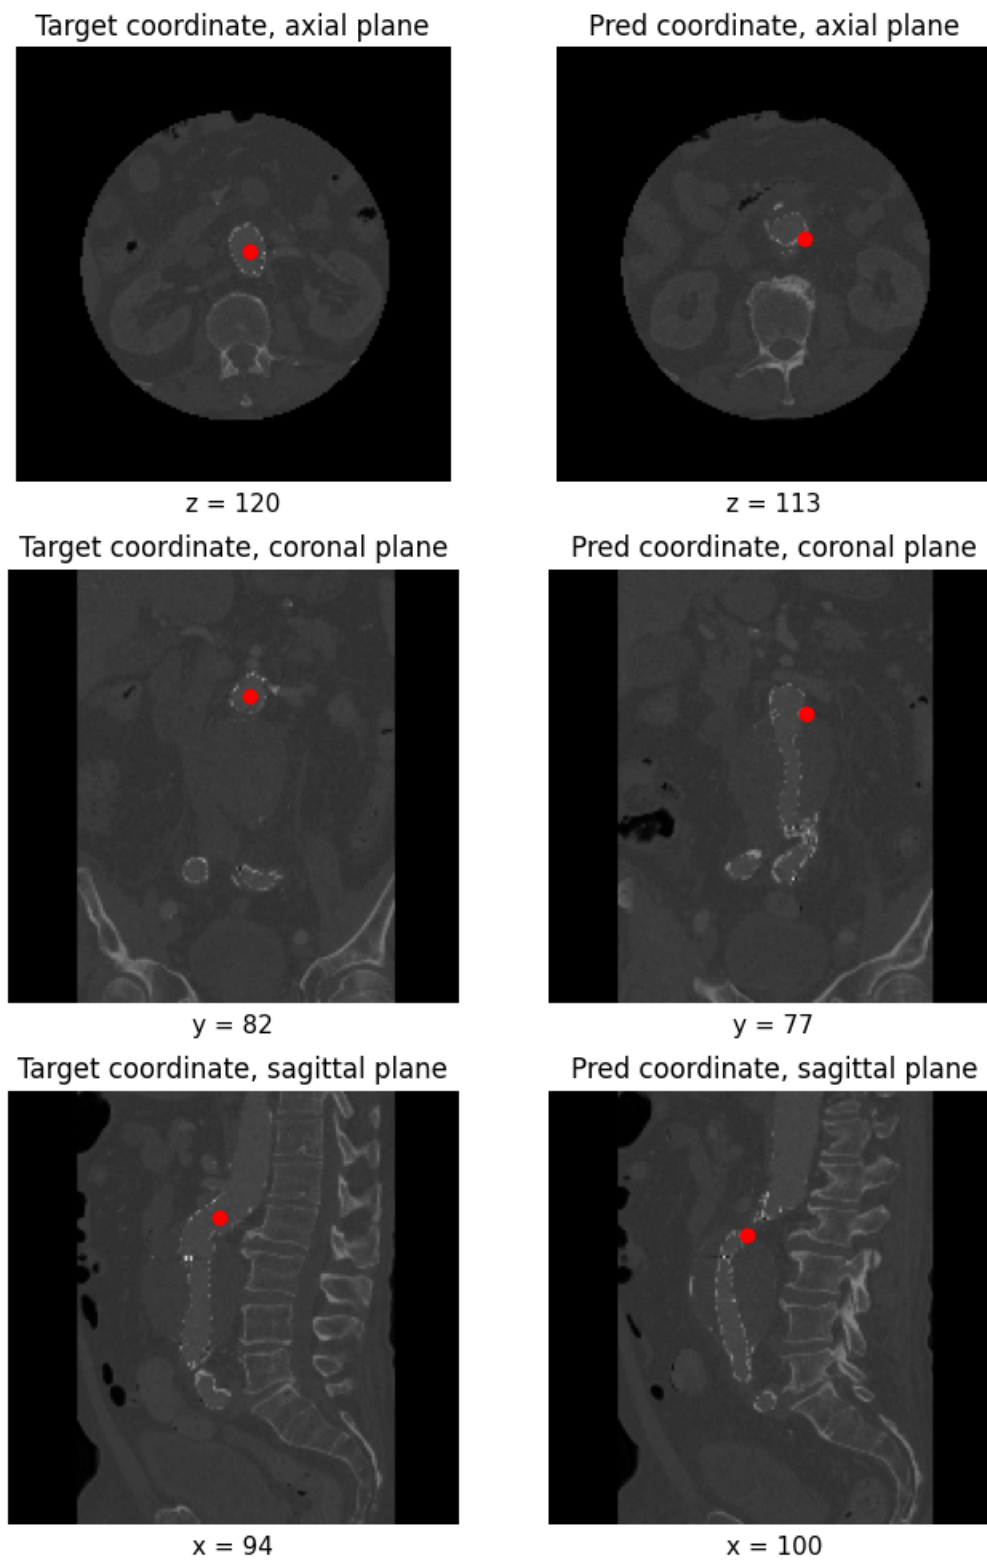 Target coordinate, axial plane
Pred coordinate, axial plane
z = 120
z = 113
Target coordinate, coronal plane
Pred coordinate, coronal plane
y = 82
y = 77
Target coordinate, sagittal plane
Pred coordinate, sagittal plane
x = 94
x = 100